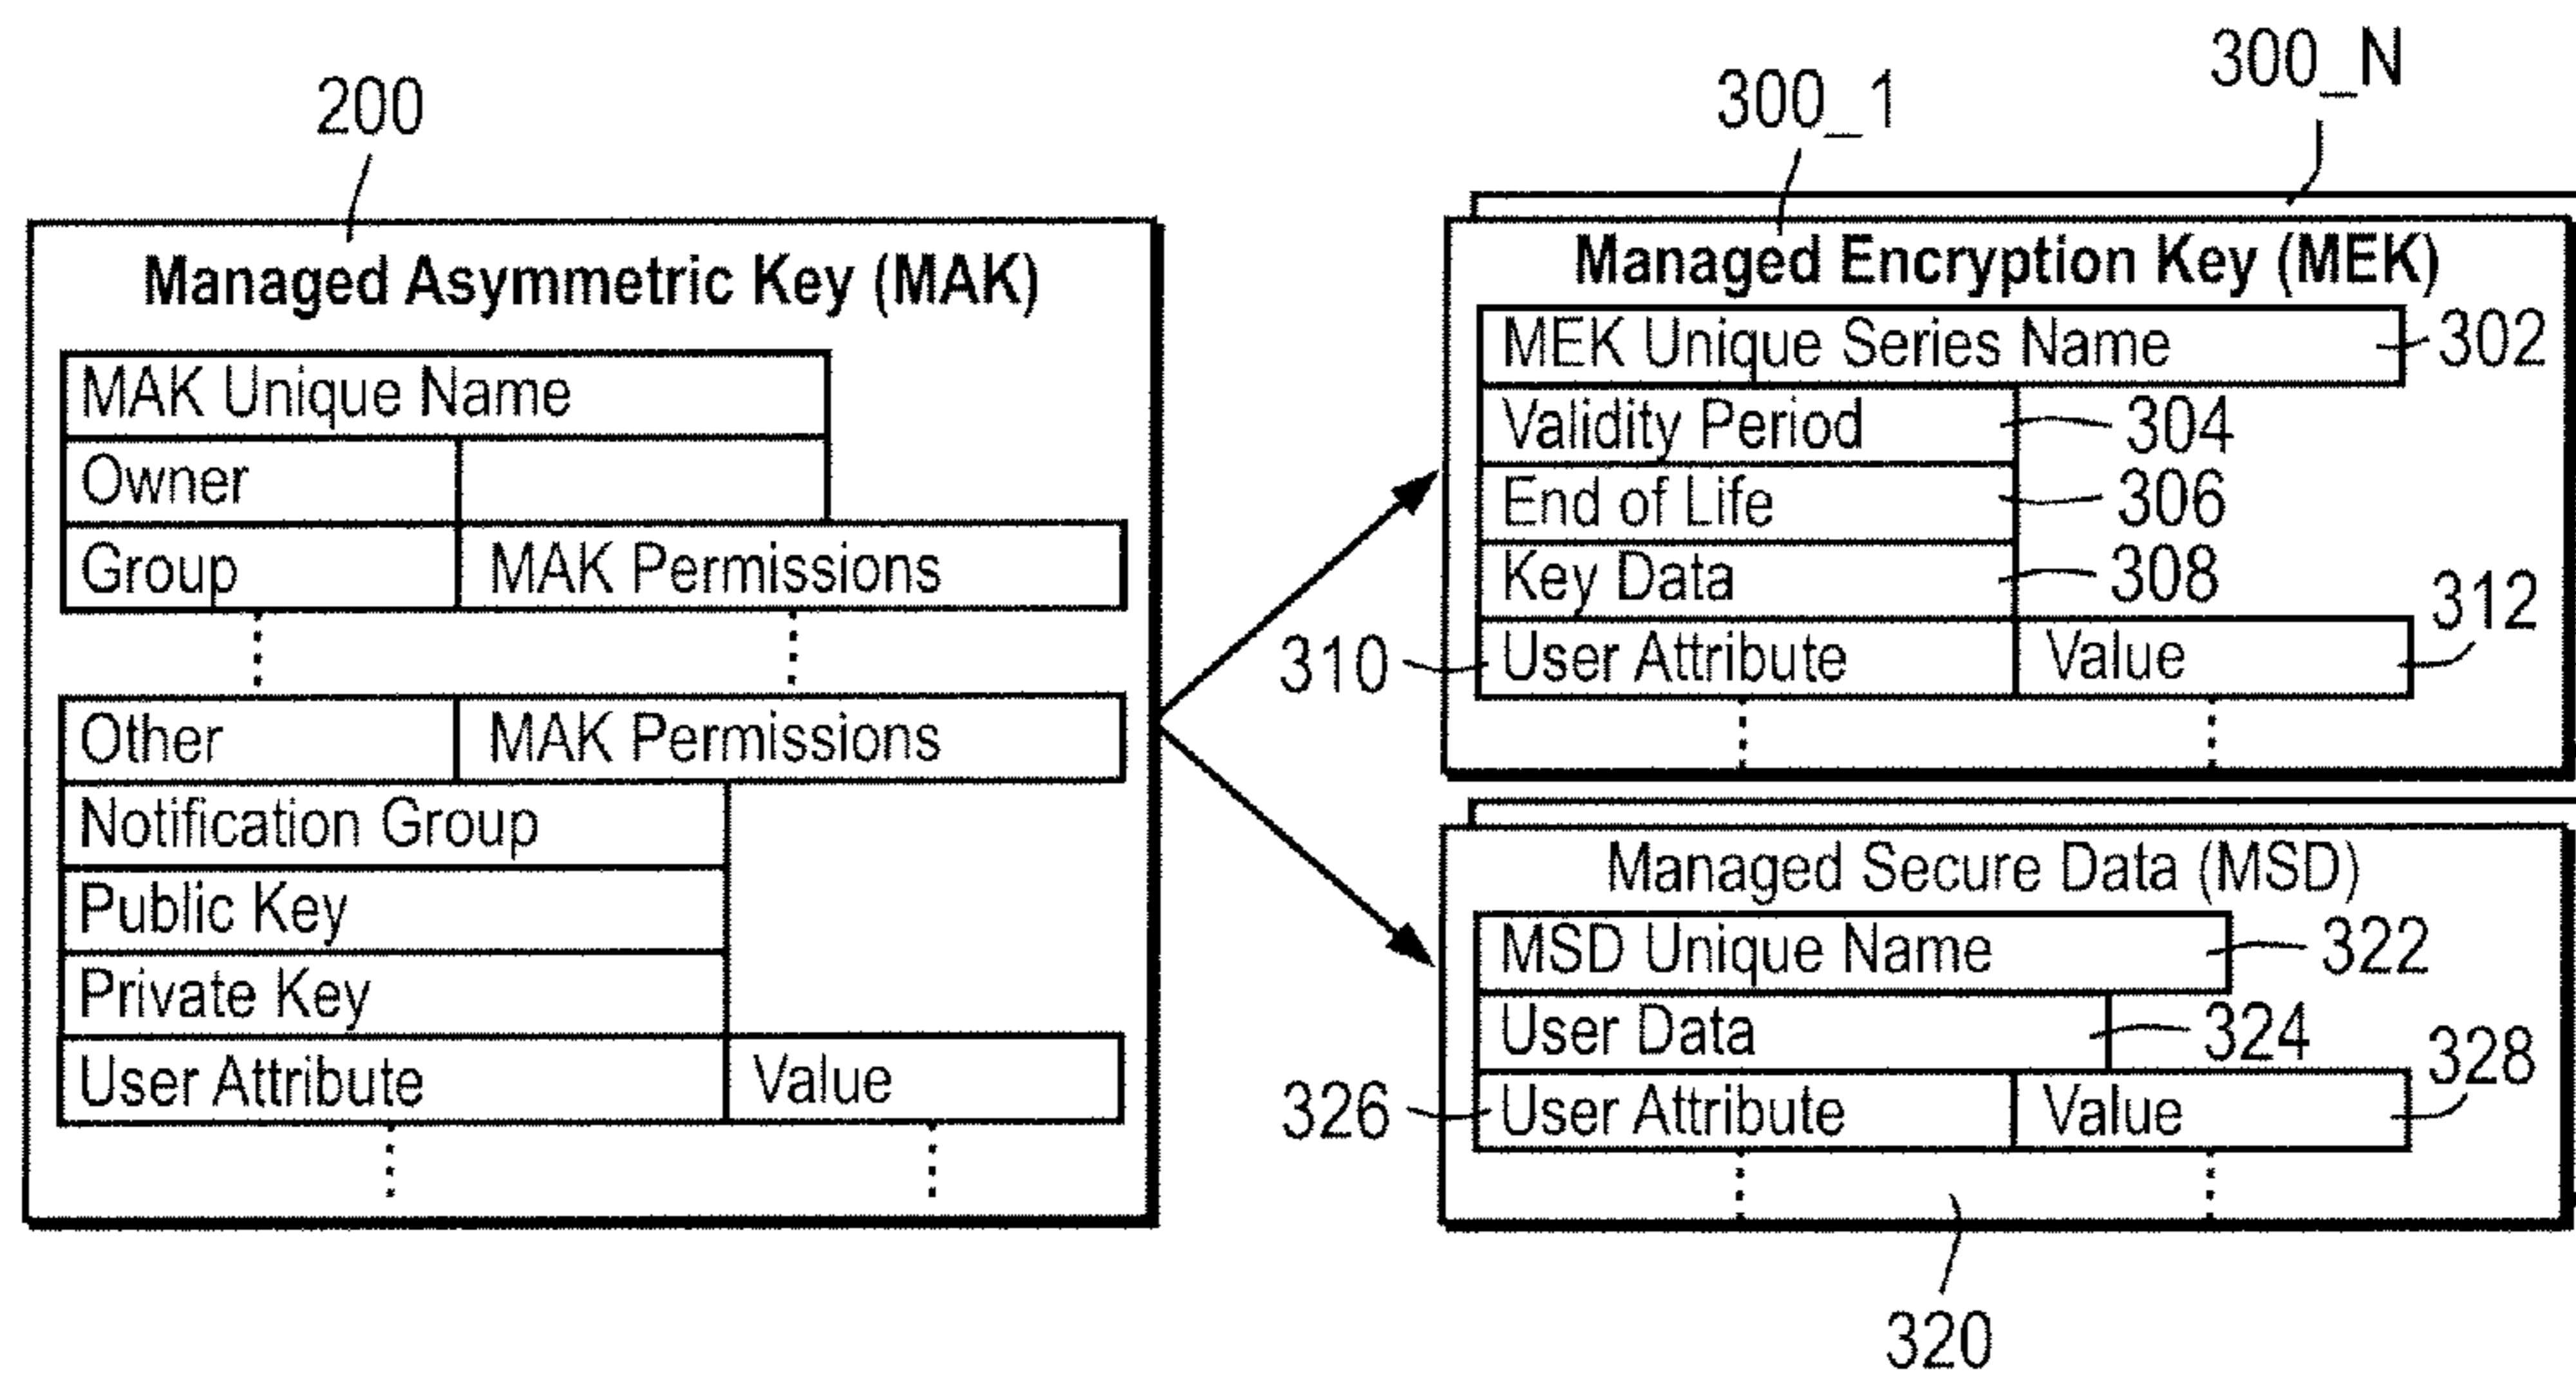 200
Managed Asymmetric Key (MAK)
MAK Unique Name
Owner
Group MAK Permissions
Other MAK Permissions
Notification Group
Public Key
Private Key
User Attribute Value
300_1
300_N
Managed Encryption Key (MEK)
MEK Unique Series Name 302
Validity Period 304
End of Life 306
Key Data 308
310 User Attribute Value 312
Managed Secure Data (MSD)
MSD Unique Name 322
User Data 324
326 User Attribute Value 328
320